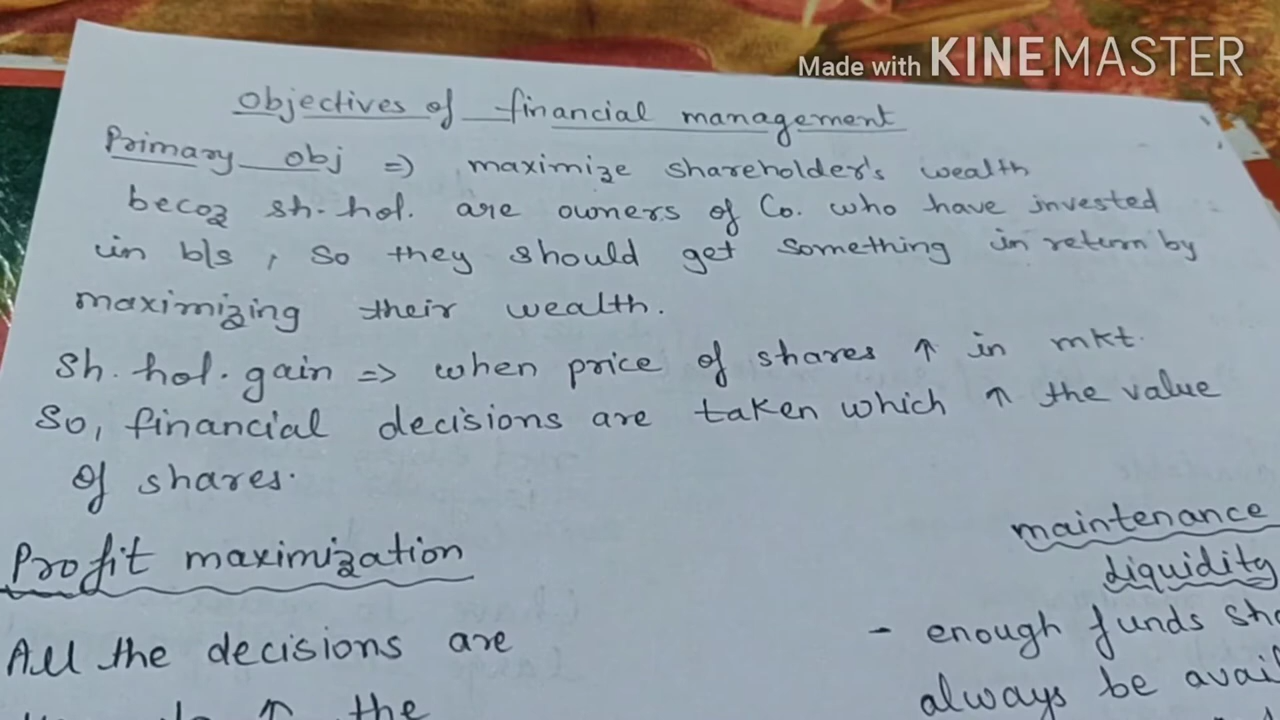 Made with KINEMASTER
Objectives of financial management
Primary obj => maximize shareholder's wealth
becoz sh. hol. are owners of Co. who have invested
in b/s, so they should get something in return by
maximizing their wealth.
Sh. hol. gain => when price of shares ↑ in mkt.
So, financial decisions are taken which ↑ the value
of shares.
Profit maximization
All the decisions are
↑ the
maintenance
liquidity
- enough funds sho
always be avail